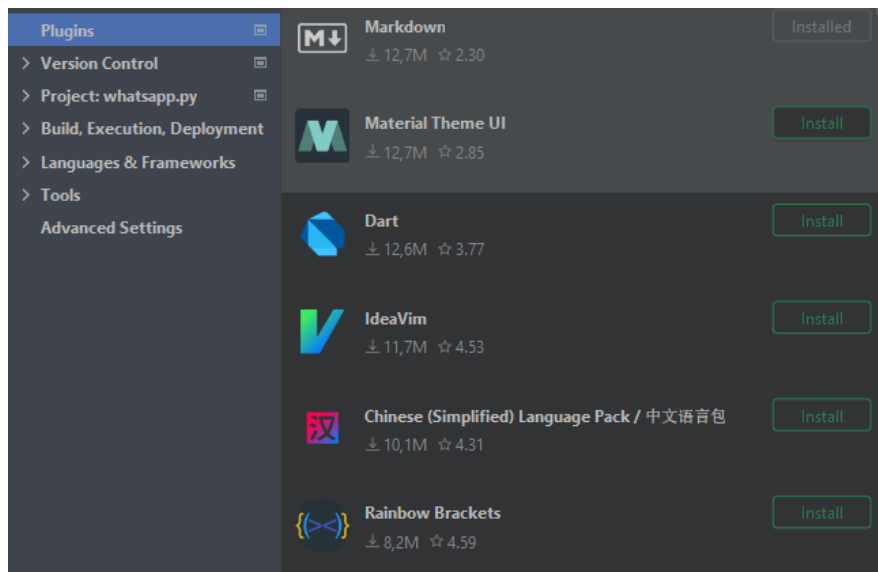 Plugins
Version Control
Project: whatsapp.py
Build, Execution, Deployment
Languages & Frameworks
Tools
Advanced Settings
M
Markdown
12,7M 2.30
Installed
Material Theme UI
12,7M 2.85
Install
Dart
12,6M 3.77
Install
IdeaVim
11,7M 4.53
Install
汉
Chinese (Simplified) Language Pack / 中文语言包
10,1M 4.31
Install
{(><)}
Rainbow Brackets
8,2M 4.59
Install